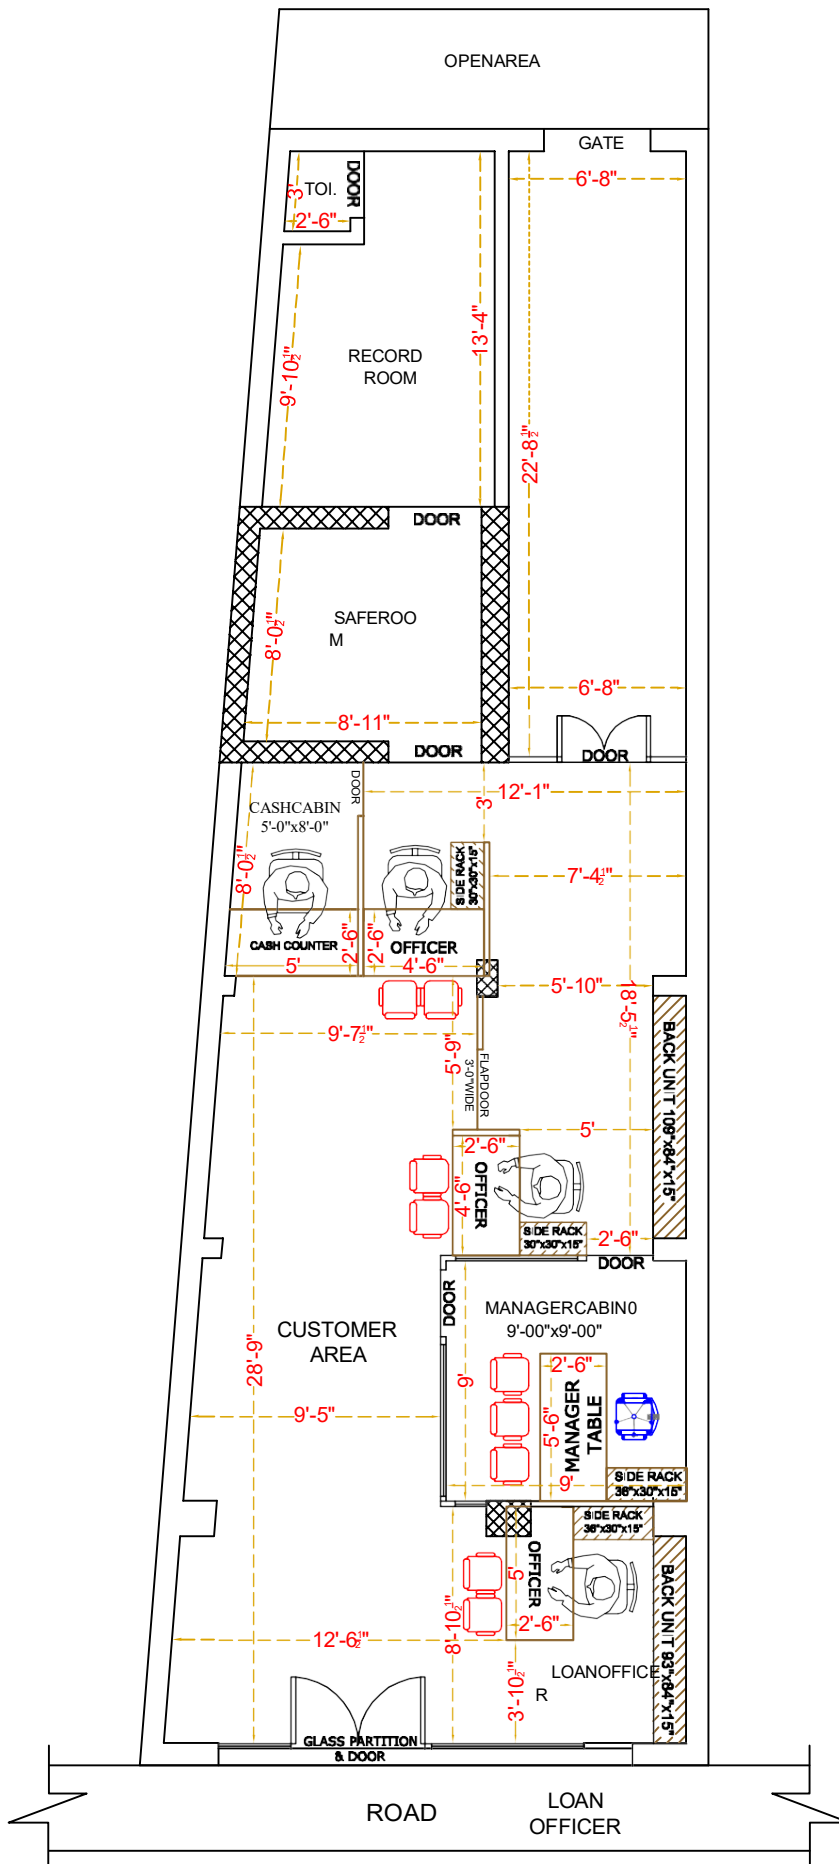 OPENAREA
GATE
6'-8"
3'
TOI.
DOOR
2'-6"
13'-4"
RECORD
ROOM
9'-10½"
22'-8½"
DOOR
SAFEROO
M
8'-0½"
6'-8"
8'-11"
DOOR
DOOR
DOOR
3'
12'-1"
CASHCABIN
5'-0"x8'-0"
8'-0½"
SIDE RACK
30"x30"x15"
7'-4½"
CASH COUNTER
2'-6"
2'-6"
OFFICER
5'
4'-6"
5'-10"
18'-5½"
9'-7½"
5'-9"
FLAPDOOR
3'-0"WIDE
BACK UNIT 108"x84"x15"
5'
2'-6"
4'-6"
OFFICER
SIDE RACK
30"x30"x15"
2'-6"
DOOR
DOOR
MANAGERCABIN0
9'-00"x9'-00"
CUSTOMER
AREA
28'-9"
9'
2'-6"
5'-6"
MANAGER
TABLE
9'-5"
9'
SIDE RACK
36"x30"x15"
SIDE RACK
36"x30"x15"
OFFICER
5'
2'-6"
8'-10½"
12'-6½"
BACK UNIT 93"x84"x15"
3'-10½"
LOANOFFICE
R
GLASS PARTITION
& DOOR
ROAD
LOAN
OFFICER